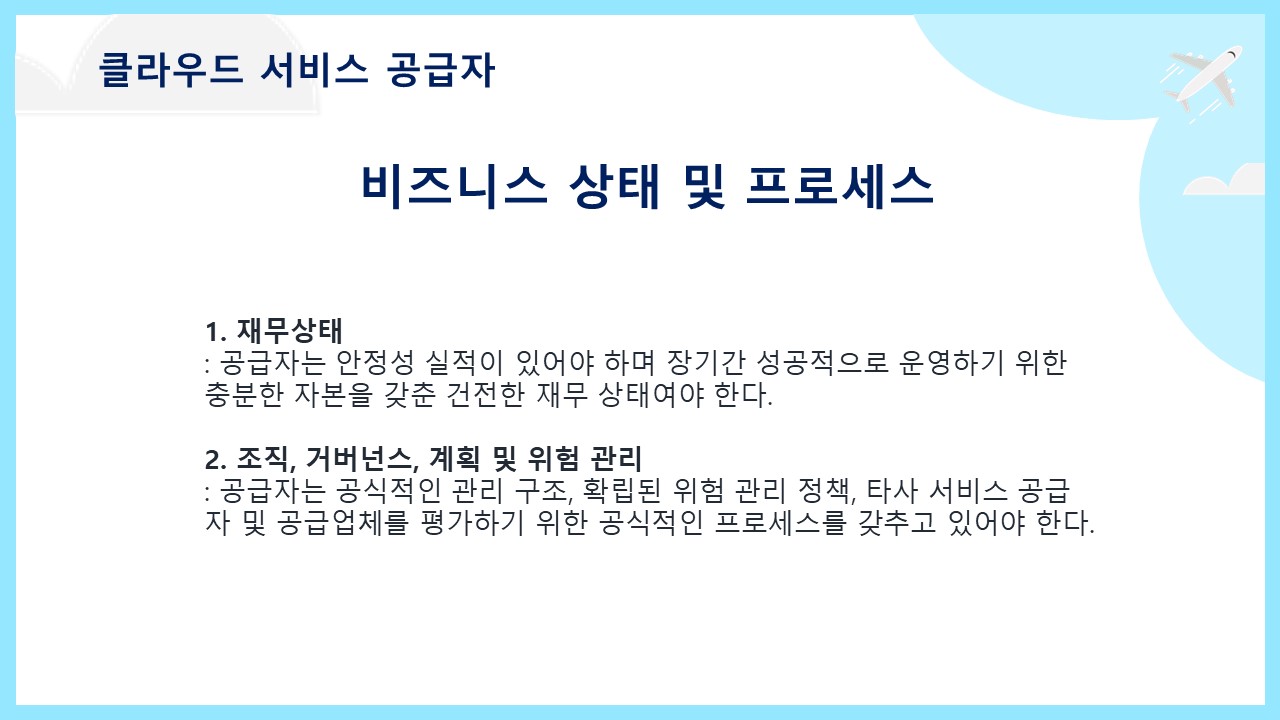 클라우드 서비스 공급자
비즈니스 상태 및 프로세스
1. 재무상태
: 공급자는 안정성 실적이 있어야 하며 장기간 성공적으로 운영하기 위한
충분한 자본을 갖춘 건전한 재무 상태여야 한다.
2. 조직, 거버넌스, 계획 및 위험 관리
: 공급자는 공식적인 관리 구조, 확립된 위험 관리 정책, 타사 서비스 공급
자 및 공급업체를 평가하기 위한 공식적인 프로세스를 갖추고 있어야 한다.